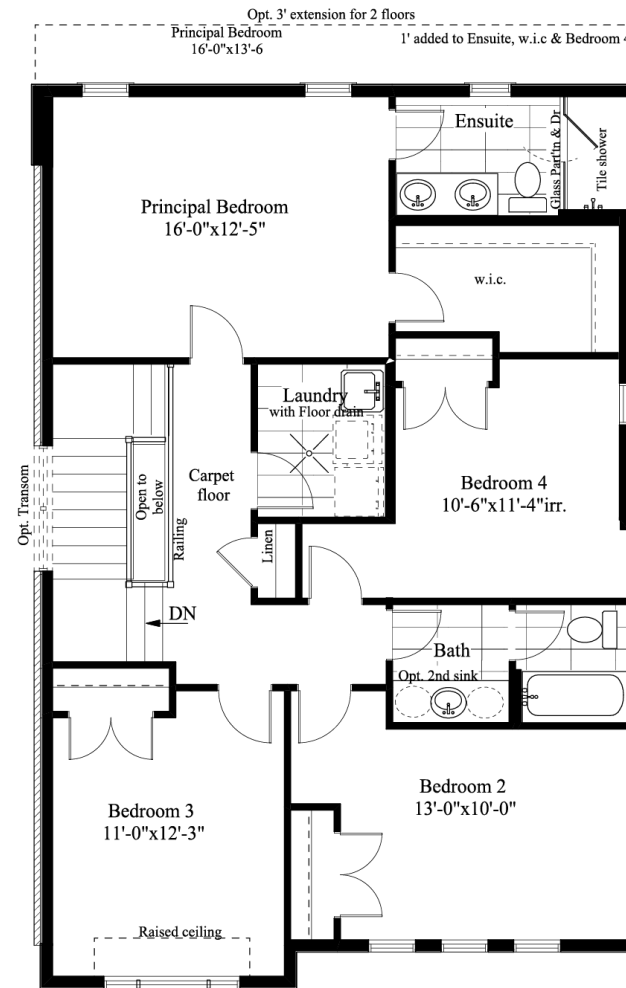 Opt. 3' extension for 2 floors
Principal Bedroom
16'-0"x13'-6
1' added to Ensuite, w.i.c & Bedroom 4
Ensuite
Glass Part'n & Dr
Tile shower
Principal Bedroom
16'-0"x12'-5"
w.i.c.
Laundry
with Floor drain
Carpet
floor
Open to
below
Railing
Opt. Transom
Bedroom 4
10'-6"x11'-4"irr.
Linen
DN
Bath
Opt. 2nd sink
Bedroom 3
11'-0"x12'-3"
Bedroom 2
13'-0"x10'-0"
Raised ceiling